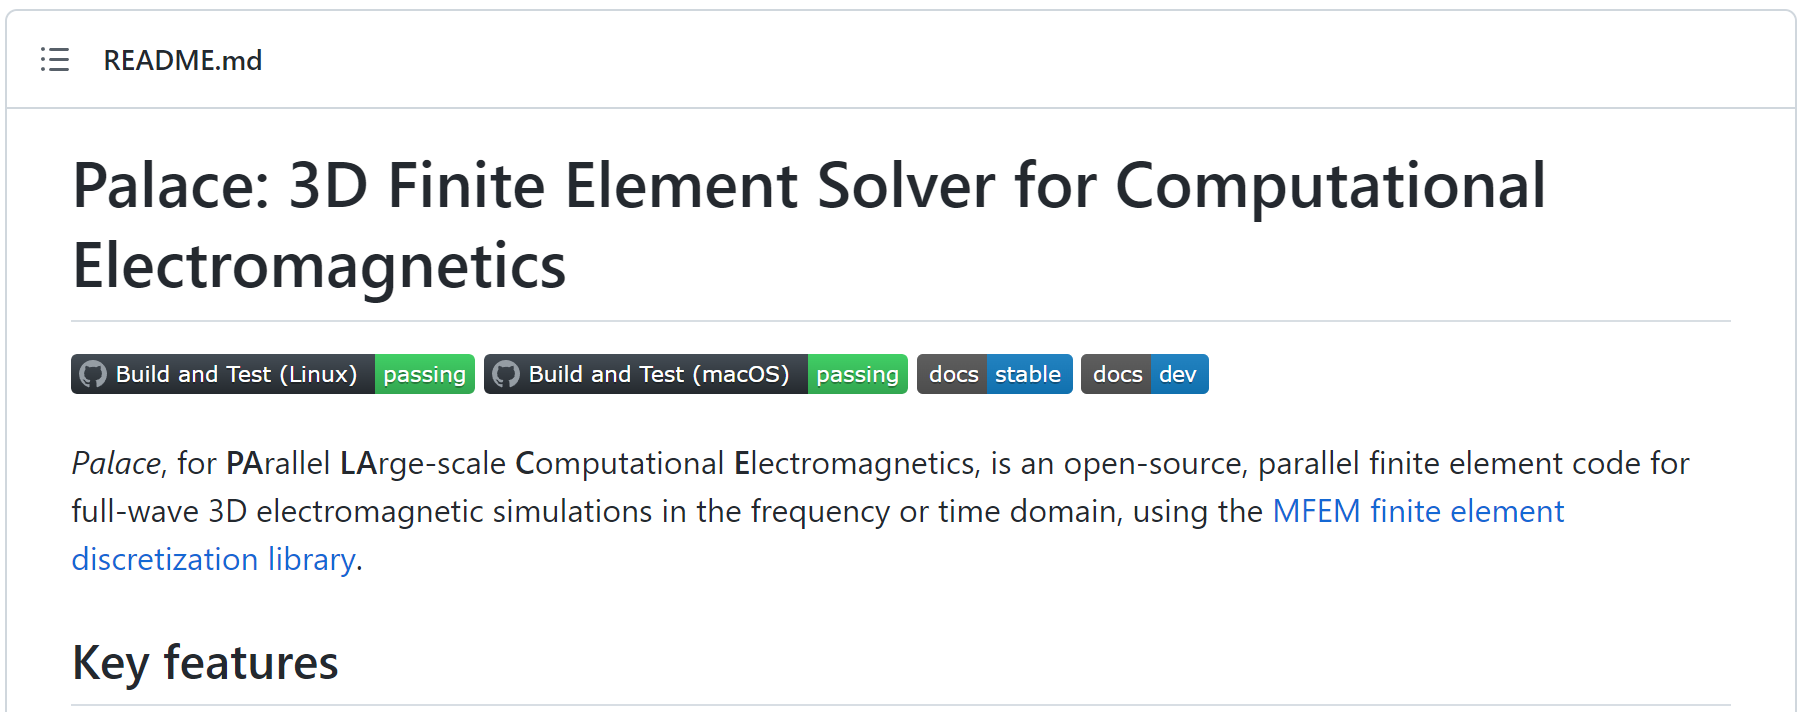 README.md
Palace: 3D Finite Element Solver for Computational
Electromagnetics
Build and Test (Linux) passing Build and Test (macOS) passing docs stable docs dev
Palace, for PArallel LArge-scale Computational Electromagnetics, is an open-source, parallel finite element code for
full-wave 3D electromagnetic simulations in the frequency or time domain, using the MFEM finite element
discretization library.
Key features